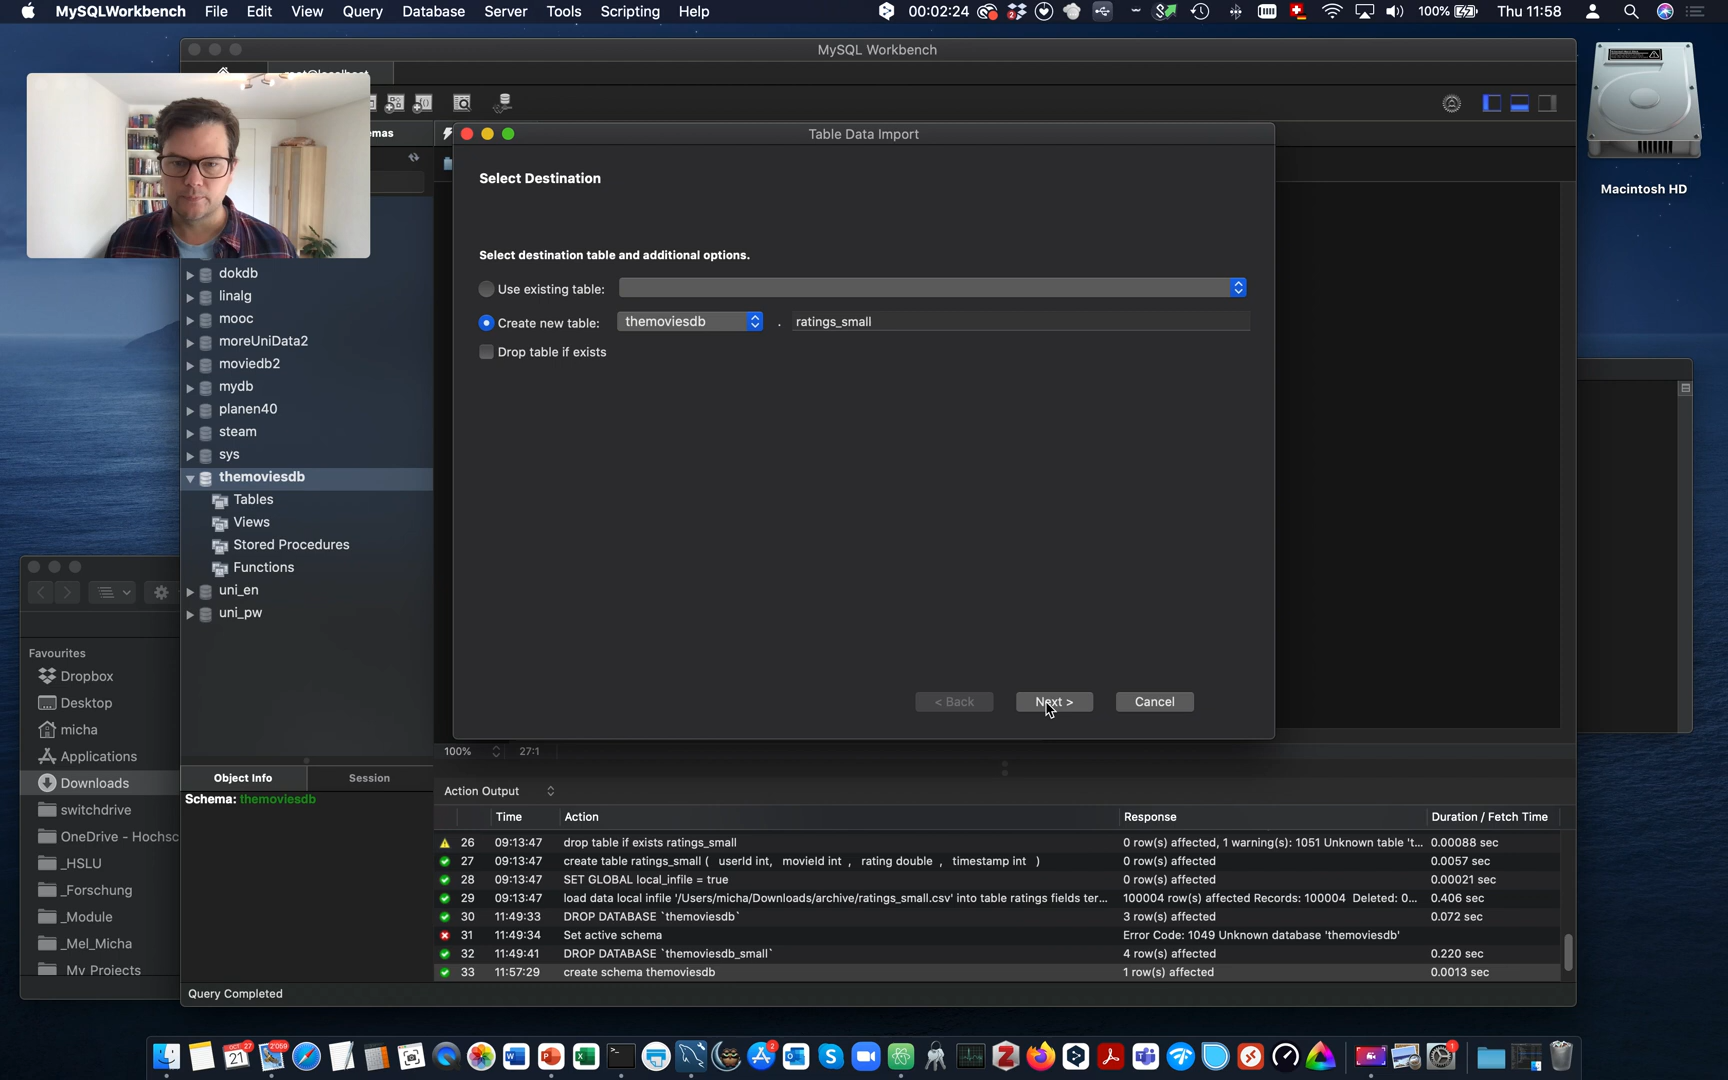 MySQLWorkbench File Edit View Query Database Server Tools Scripting Help 00:02:24 2 100% Thu 11:58
MySQL Workbench
Macintosh HD
emas
Table Data Import
Select Destination
Select destination table and additional options.
Use existing table:
Create new table: themoviesdb . ratings_small
Drop table if exists
< Back Next > Cancel
dokdb
linalg
mooc
moreUniData2
moviedb2
mydb
planen40
steam
sys
themoviesdb
Tables
Views
Stored Procedures
Functions
uni_en
uni_pw
Favourites
Dropbox
Desktop
micha
Applications
Downloads
switchdrive
OneDrive - Hochsc
_HSLU
_Forschung
_Module
_Mel_Micha
My Projects
Object Info Session
Schema: themoviesdb
100% 27:1
Action Output
Time Action Response Duration / Fetch Time
26 09:13:47 drop table if exists ratings_small 0 row(s) affected, 1 warning(s): 1051 Unknown table 't... 0.00088 sec
27 09:13:47 create table ratings_small ( userId int, movieId int , rating double , timestamp int ) 0 row(s) affected 0.0057 sec
28 09:13:47 SET GLOBAL local_infile = true 0 row(s) affected 0.00021 sec
29 09:13:47 load data local infile '/Users/micha/Downloads/archive/ratings_small.csv' into table ratings fields ter... 100004 row(s) affected Records: 100004 Deleted: 0... 0.406 sec
30 11:49:33 DROP DATABASE `themoviesdb` 3 row(s) affected 0.072 sec
31 11:49:34 Set active schema Error Code: 1049 Unknown database 'themoviesdb'
32 11:49:41 DROP DATABASE `themoviesdb_small` 4 row(s) affected 0.220 sec
33 11:57:29 create schema themoviesdb 1 row(s) affected 0.0013 sec
Query Completed